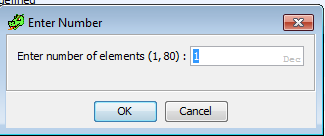 Enter Number
Enter number of elements (1, 80) : 1 Dec
OK Cancel